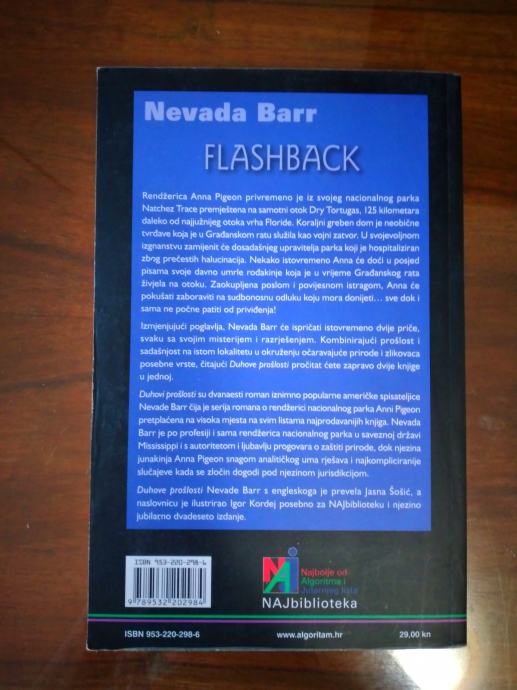 Nevada Barr
FLASHBACK
Rendžerica Anna Pigeon privremeno je iz svojeg nacionalnog parka
Natchez Trace premještena na samotni otok Dry Tortugas, 125 kilometara
daleko od najjužnijeg otoka vrha Floride. Koraljni greben dom je neobične
tvrđave koja je u Građanskom ratu služila kao vojni zatvor. U svojevoljnom
izgnanstvu zamijenit će dosadašnjeg upravitelja parka koji je hospitaliziran
zbog prečestih halucinacija. Nekako istovremeno Anna će doći u posjed
pisama svoje davno umrle rođakinje koja je u vrijeme Građanskog rata
živjela na otoku. Zaokupljena poslom i povijesnom istragom, Anna će
pokušati zaboraviti na sudbonosnu odluku koju mora donijeti... sve dok i
sama ne počne patiti od priviđenja!
Izmjenjujući poglavlja, Nevada Barr će ispričati istovremeno dvije priče,
svaku sa svojim misterijem i razrješenjem. Kombinirajući prošlost i
sadašnjost na istom lokalitetu u okruženju očaravajuće prirode i zlikovaca
posebne vrste, čitajući Duhove prošlosti pročitat ćete zapravo dvije knjige
u jednoj.
Duhovi prošlosti su dvanaesti roman iznimno popularne američke spisateljice
Nevade Barr čija je serija romana o rendžerici nacionalnog parka Anni Pigeon
pretplaćena na visoka mjesta na svim listama najprodavanijih knjiga. Nevada
Barr je po profesiji i sama rendžerica nacionalnog parka u saveznoj državi
Mississippi i s autoritetom i ljubavlju progovara o zaštiti prirode, dok njezina
junakinja Anna Pigeon snagom analitičkog uma rješava i najkompliciranije
slučajeve kada se zločin dogodi pod njezinom jurisdikcijom.
Duhove prošlosti Nevade Barr s engleskoga je prevela Jasna Šošić, a
naslovnicu je ilustrirao Igor Kordej posebno za NAJbiblioteku i njezino
jubilarno dvadeseto izdanje.
ISBN 953-220-298-6
9 789532 202984
NAJ
Najbolje od
Algoritma i
Jutarnjeg lista
NAJbiblioteka
ISBN 953-220-298-6
www.algoritam.hr
29,00 kn